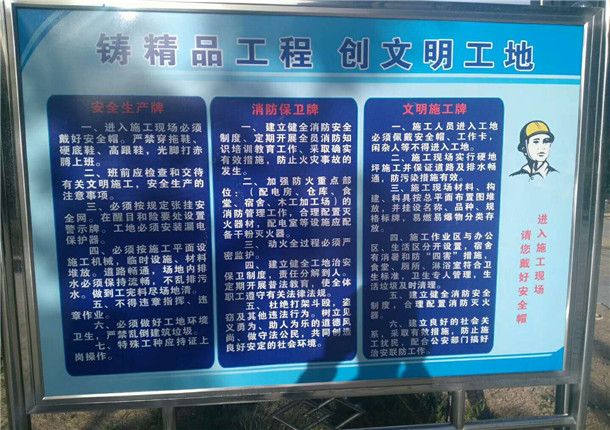 铸精品工程 创文明工地
安全生产牌
一、进入施工现场必须
戴好安全帽。严禁穿拖鞋、
硬底鞋、高跟鞋，光脚打赤
膊上班。
二、班前应检查和交待
有关文明施工，安全生产的
注意事项。
三、必须按规定张挂安
全网。在醒目和险要处设置
警示牌。工地必须安装漏电
保护器。
四、必须按施工平面设
施工机械，临时设施、材料
堆放。道路畅通，场地内排
水必须保持流畅，不乱排污
水。做到工完料尽场地清。
五、不得违章指挥、违
章作业。
六、必须做好工地环境
卫生，严禁乱倒建筑垃圾。
七、特殊工种应持证上
岗操作。
消防保卫牌
一、建立健全消防安全
制度、定期开展全员消防知
识培训教育工作、采取确实
有效措施，防止火灾事故的
发生。
二、加强防火重点部
位：（配电房、仓库、食
堂、宿舍、木工加工场）的
消防管理工作，合理配置灭
火器材，配电室等设施应配
备干粉灭火器。
三、动火全过程必须严
密监护。
四、建立健全工地治安
保卫制度，责任分解到人。
定期开展普法教育，使全体
职工遵守有关法律法规。
五、杜绝打架斗殴，盗
窃及其他违法行为。树立见
义勇为、助人为乐的道德风
尚、做守法公民，共同创造
良好安定的社会环境。
文明施工牌
一、施工人员进入工地
必须佩戴安全帽、工作卡，
闲杂人等不得进入工地。
二、施工现场实行硬地
坪施工并保证道路及排水畅
通，防污染措施有效。
三、施工现场材料、构
建、料具按总平面布置图堆
放，并挂设名称、品种、规
格标牌，易燃易爆物分类存
放。
四、施工作业区与办公
区、生活区分开设置，宿舍
有消暑和防“四害”措施，
食堂、厕所、淋浴室符合卫
生标准，卫生专人管理，生
活垃圾及时清理。
五、建立健全消防安全
制度，合理配置消防灭火
器。
六、建立良好的社会关
系，采取有效措施，防止施
工扰民，配合公安部门搞好
治安联防工作。
进入施工现场
请您戴好安全帽